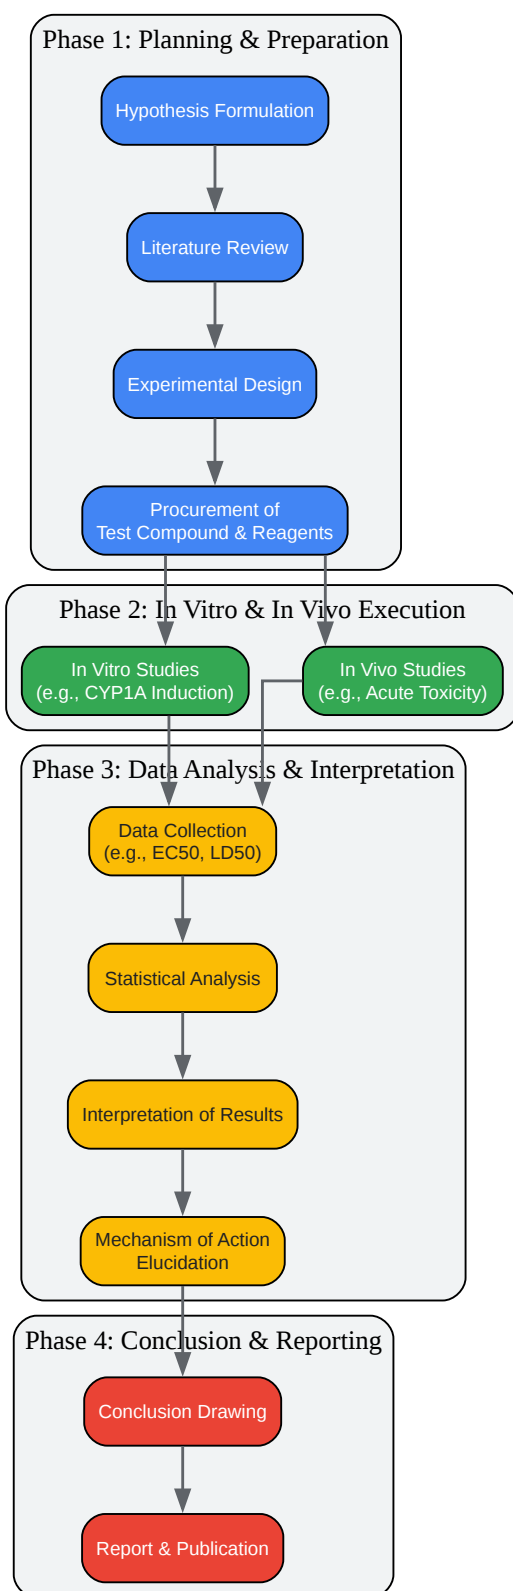 Phase 1: Planning & Preparation
Hypothesis Formulation
Literature Review
Experimental Design
Procurement of
Test Compound & Reagents
Phase 2: In Vitro & In Vivo Execution
In Vitro Studies
(e.g., CYP1A Induction)
In Vivo Studies
(e.g., Acute Toxicity)
Phase 3: Data Analysis & Interpretation
Data Collection
(e.g., EC50, LD50)
Statistical Analysis
Interpretation of Results
Mechanism of Action
Elucidation
Phase 4: Conclusion & Reporting
Conclusion Drawing
Report & Publication